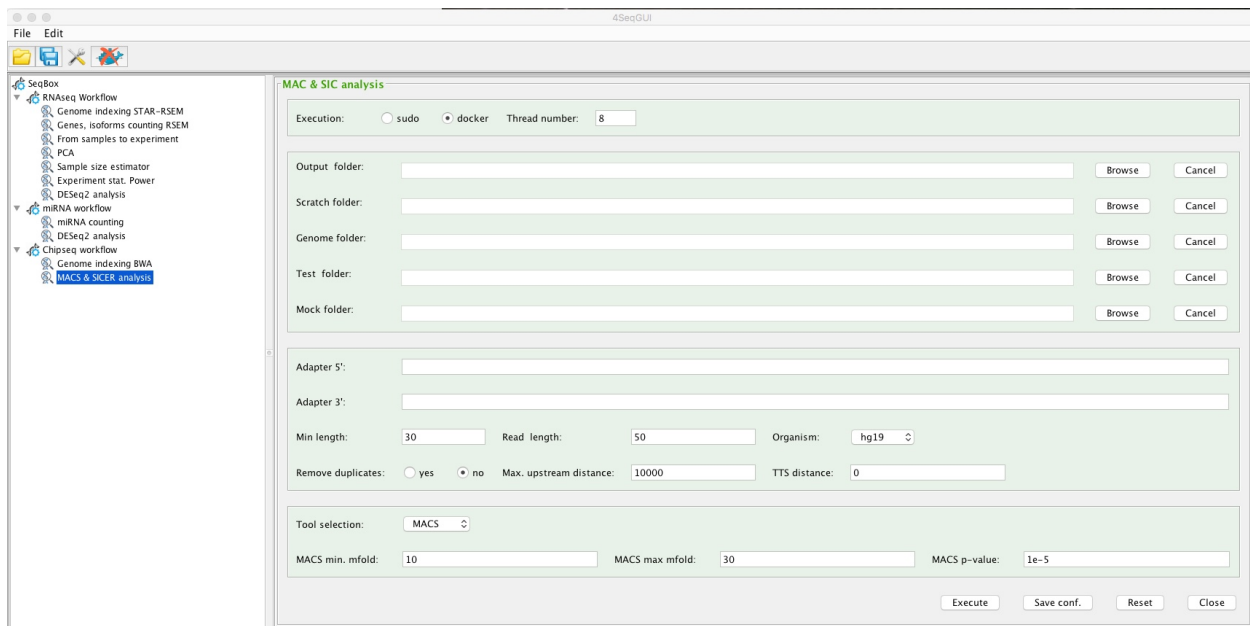 4SeqGUI
File Edit
SeqBox
RNAseq Workflow
Genome indexing STAR-RSEM
Genes, isoforms counting RSEM
From samples to experiment
PCA
Sample size estimator
Experiment stat. Power
DESeq2 analysis
miRNA workflow
miRNA counting
DESeq2 analysis
Chipseq workflow
Genome indexing BWA
MACS & SICER analysis
MAC & SIC analysis
Execution: sudo docker Thread number: 8
Output folder: Browse Cancel
Scratch folder: Browse Cancel
Genome folder: Browse Cancel
Test folder: Browse Cancel
Mock folder: Browse Cancel
Adapter 5':
Adapter 3':
Min length: 30 Read length: 50 Organism: hg19
Remove duplicates: yes no Max. upstream distance: 10000 TTS distance: 0
Tool selection: MACS
MACS min. mfold: 10 MACS max mfold: 30 MACS p-value: 1e-5
Execute Save conf. Reset Close